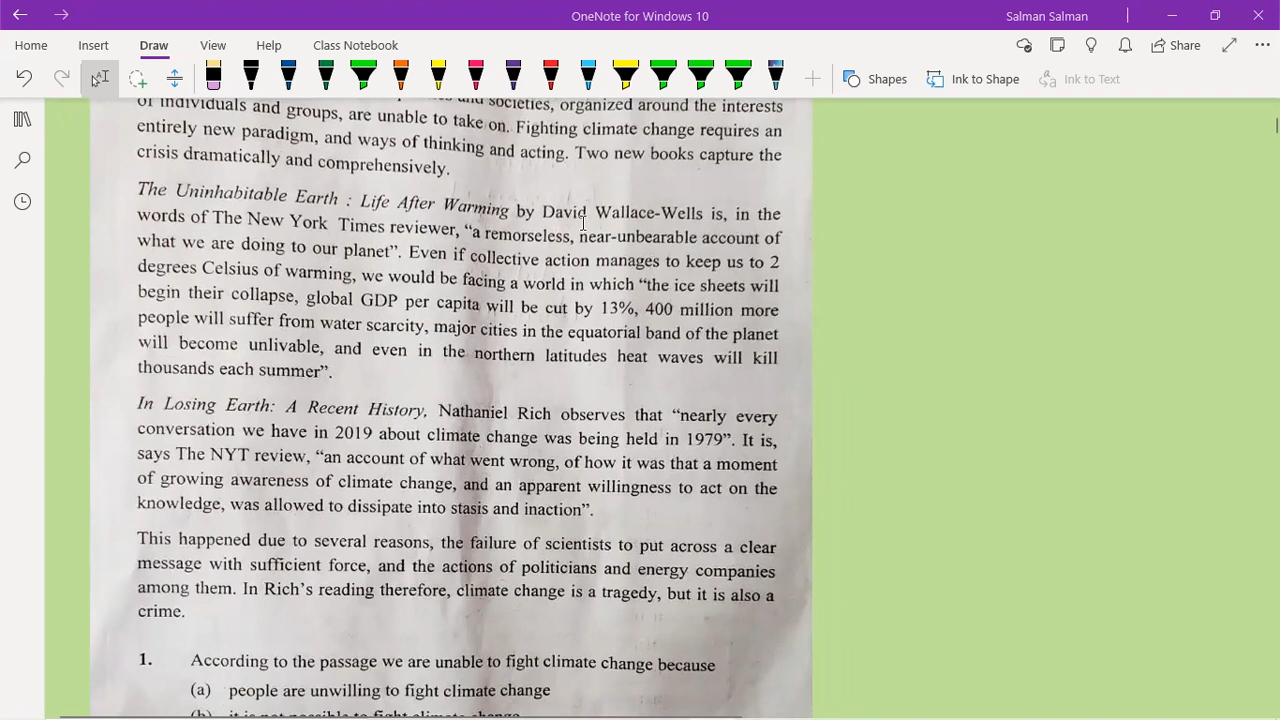 OneNote for Windows 10
Salman Salman
Home Insert Draw View Help Class Notebook
Share
Shapes Ink to Shape Ink to Text
of individuals and groups, are unable to take on. Fighting climate change requires an
societies, organized around the interests
entirely new paradigm, and ways of thinking and acting. Two new books capture the
crisis dramatically and comprehensively.
The Uninhabitable Earth : Life After Warming by David Wallace-Wells is, in the
words of The New York Times reviewer, “a remorseless, near-unbearable account of
what we are doing to our planet”. Even if collective action manages to keep us to 2
degrees Celsius of warming, we would be facing a world in which “the ice sheets will
begin their collapse, global GDP per capita will be cut by 13%, 400 million more
people will suffer from water scarcity, major cities in the equatorial band of the planet
will become unlivable, and even in the northern latitudes heat waves will kill
thousands each summer”.
In Losing Earth: A Recent History, Nathaniel Rich observes that “nearly every
conversation we have in 2019 about climate change was being held in 1979”. It is,
says The NYT review, “an account of what went wrong, of how it was that a moment
of growing awareness of climate change, and an apparent willingness to act on the
knowledge, was allowed to dissipate into stasis and inaction”.
This happened due to several reasons, the failure of scientists to put across a clear
message with sufficient force, and the actions of politicians and energy companies
among them. In Rich’s reading therefore, climate change is a tragedy, but it is also a
crime.
1. According to the passage we are unable to fight climate change because
(a) people are unwilling to fight climate change
(b) it is not possible to fight climate change